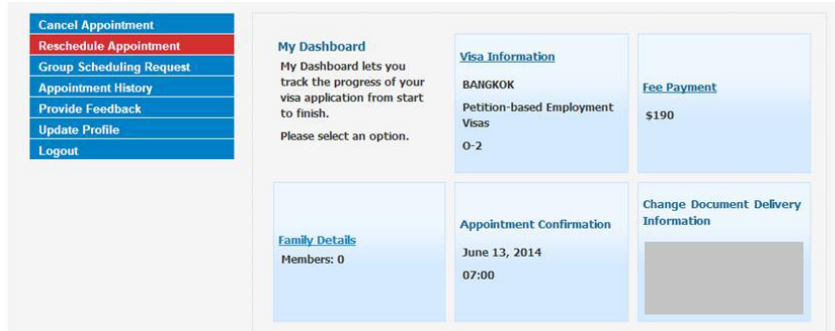 Cancel Appointment
Reschedule Appointment
Group Scheduling Request
Appointment History
Provide Feedback
Update Profile
Logout
My Dashboard
My Dashboard lets you
track the progress of your
visa application from start
to finish.
Please select an option.
Visa Information
BANGKOK
Petition-based Employment
Visas
O-2
Fee Payment
$190
Family Details
Members: 0
Appointment Confirmation
June 13, 2014
07:00
Change Document Delivery
Information